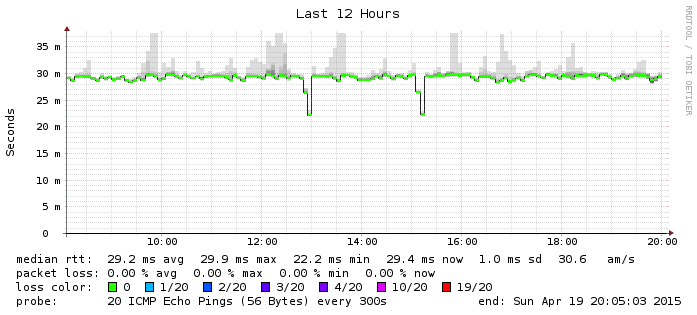 Last 12 Hours
RRDTOOL / TOBI OETIKER
Seconds
35 m
30 m
25 m
20 m
15 m
10 m
5 m
0
10:00 12:00 14:00 16:00 18:00 20:00
median rtt: 29.2 ms avg 29.9 ms max 22.2 ms min 29.4 ms now 1.0 ms sd 30.6 am/s
packet loss: 0.00 % avg 0.00 % max 0.00 % min 0.00 % now
loss color: 0 1/20 2/20 3/20 4/20 10/20 19/20
probe: 20 ICMP Echo Pings (56 Bytes) every 300s end: Sun Apr 19 20:05:03 2015